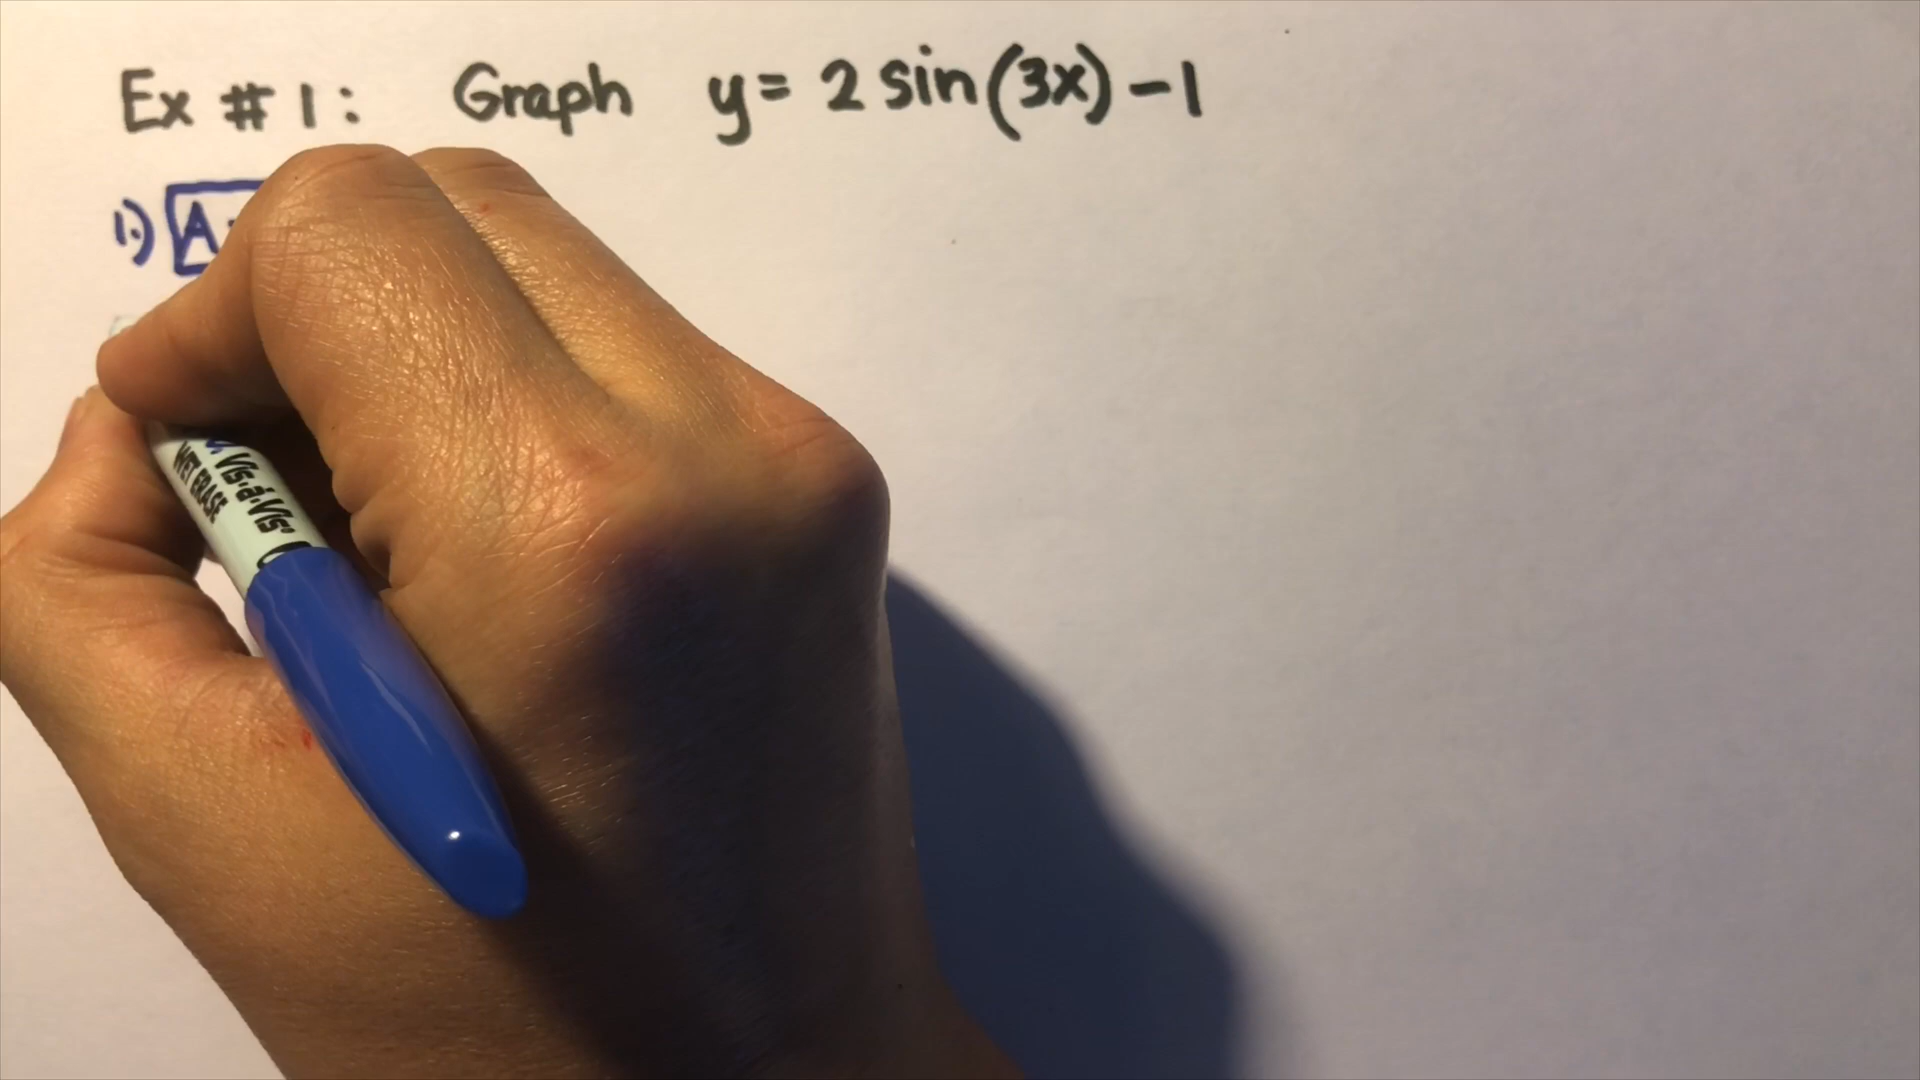 Ex #1: Graph y = 2 sin(3x) - 1
1.) A
Vis-à-Vis
WET ERASE